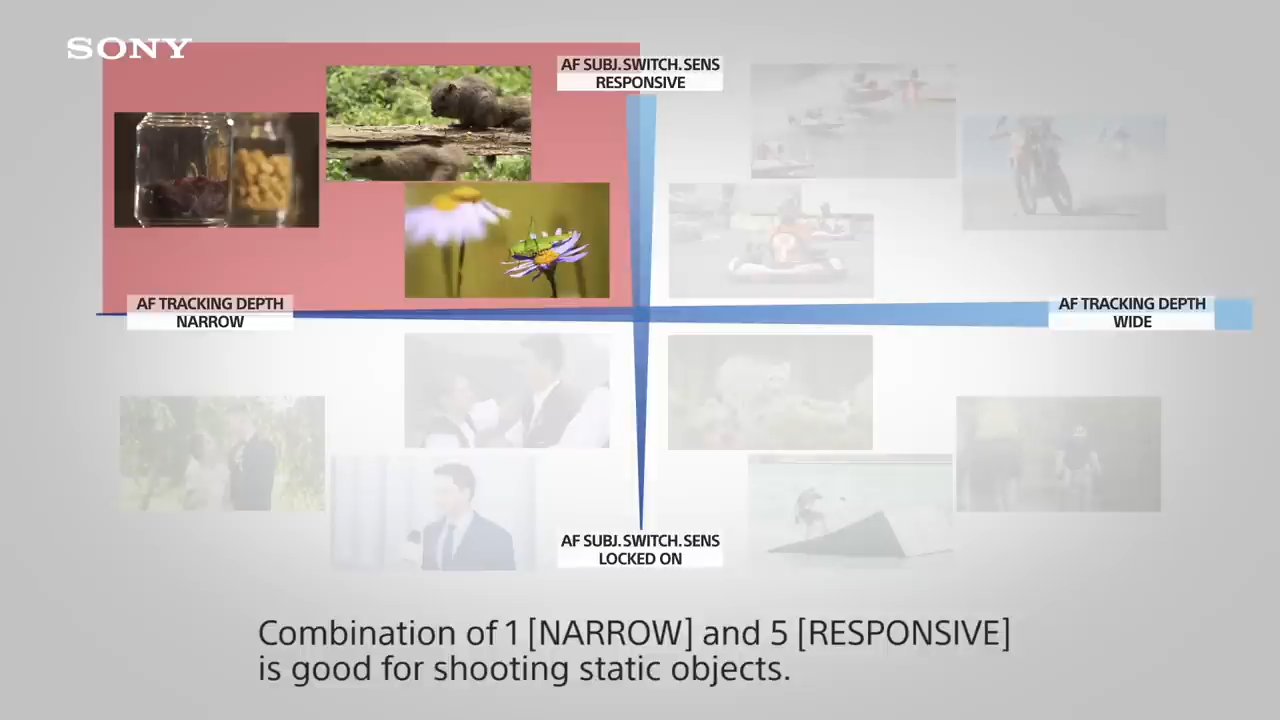 SONY
AF SUBJ.SWITCH.SENS
RESPONSIVE
AF TRACKING DEPTH
NARROW
AF TRACKING DEPTH
WIDE
AF SUBJ.SWITCH.SENS
LOCKED ON
Combination of 1 [NARROW] and 5 [RESPONSIVE]
is good for shooting static objects.